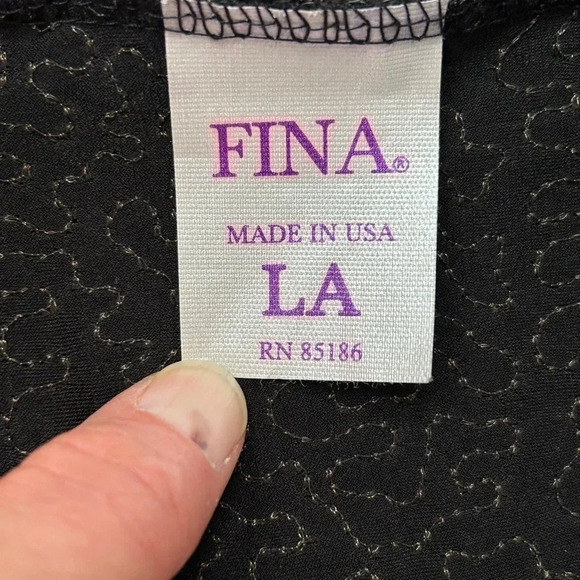 FINA®
MADE IN USA
LA
RN 85186